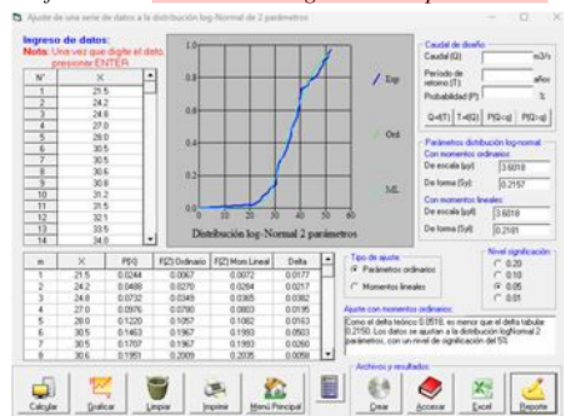 Ajuste de una serie de datos a la distribución log-Normal de 2 parámetros
Ingreso de datos:
Nota: Una vez que digite el dato,
presionar ENTER
N° X
1 21.5
2 24.2
3 24.8
4 27.0
5 28.0
6 30.5
7 30.5
8 30.6
9 30.8
10 31.2
11 31.5
12 32.1
13 33.5
14 34.0
1.0
0.8
0.6
0.4
0.2
0.0
0 10 20 30 40 50 60
Exp
Ord
ML
Distribución log-Normal 2 parámetros
Caudal de diseño
Caudal (Q): m3/s
Período de
retorno (T): años
Probabilidad (P): %
Q=f(T) T=f(Q) P(Q<q) P(Q>q)
Parámetros distribución log-normal:
Con momentos ordinarios:
De escala (µy): 3.6018
De forma (Sy): 0.2157
Con momentos lineales:
De escala (µyl): 3.6018
De forma (Syl): 0.2181
m X P(X) F(Z) Ordinario F(Z) Mom Lineal Delta
1 21.5 0.0244 0.0067 0.0072 0.0177
2 24.2 0.0488 0.0270 0.0284 0.0217
3 24.8 0.0732 0.0349 0.0365 0.0382
4 27.0 0.0976 0.0780 0.0803 0.0195
5 28.0 0.1220 0.1057 0.1082 0.0163
6 30.5 0.1463 0.1967 0.1993 0.0503
7 30.5 0.1707 0.1967 0.1993 0.0260
8 30.6 0.1951 0.2009 0.2035 0.0058
Tipo de ajuste:
Parámetros ordinarios
Momentos lineales
Nivel significación:
0.20
0.10
0.05
0.01
Ajuste con momentos ordinarios:
Como el delta teórico 0.0518, es menor que el delta tabular
0.2150. Los datos se ajustan a la distribución logNormal 2
parámetros, con un nivel de significación del 5%
Calcular Graficar Limpiar Imprimir Menú Principal
Archivos y resultados:
Crear Accesar Excel Reporte